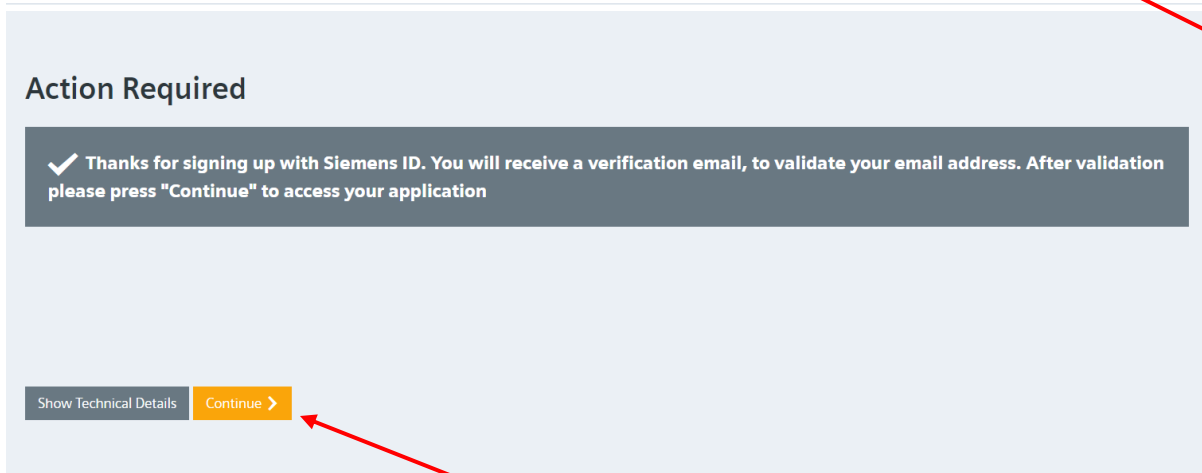 Action Required
Thanks for signing up with Siemens ID. You will receive a verification email, to validate your email address. After validation
please press "Continue" to access your application
Show Technical Details
Continue